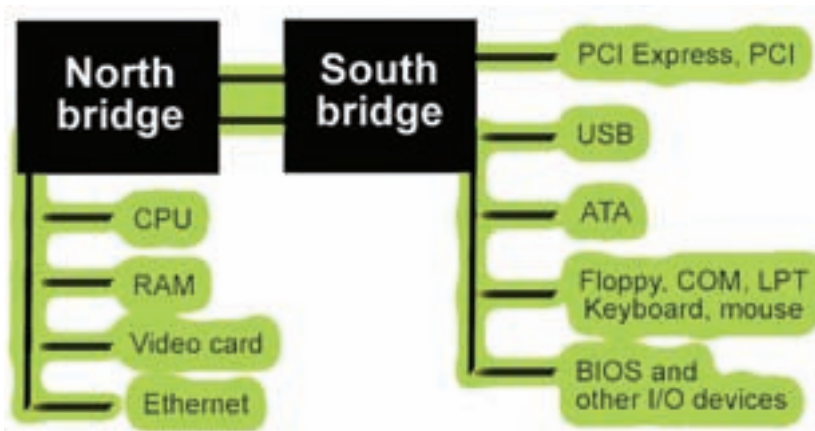 North
bridge
South
bridge
CPU
RAM
Video card
Ethernet
PCI Express, PCI
USB
ATA
Floppy, COM, LPT
Keyboard, mouse
BIOS and
other I/O devices